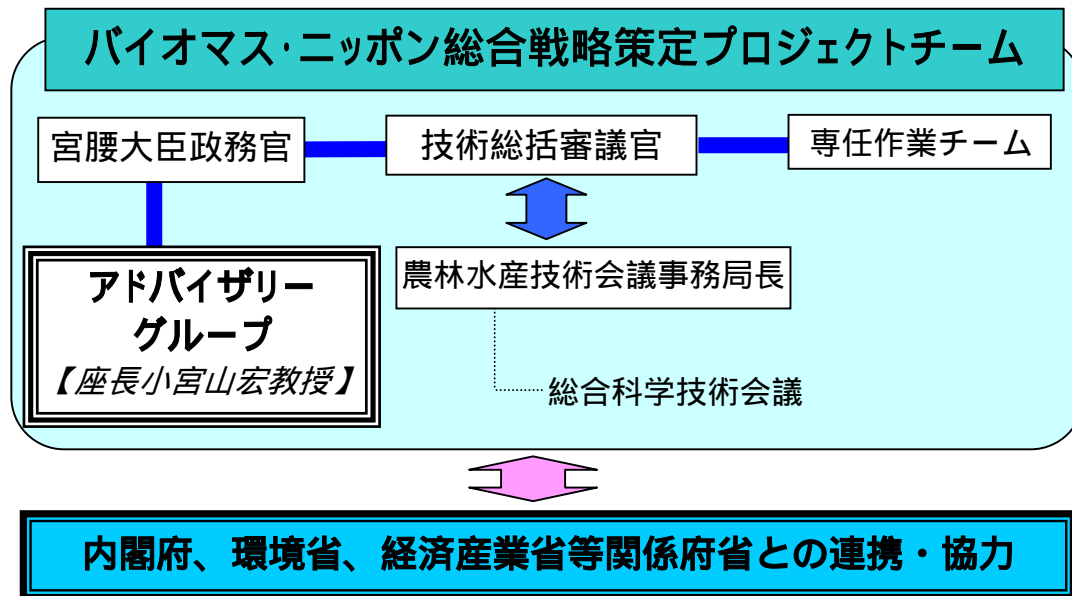 バイオマス・ニッポン総合戦略策定プロジェクトチーム
宮腰大臣政務官
技術総括審議官
専任作業チーム
アドバイザリー
グループ
【座長小宮山宏教授】
農林水産技術会議事務局長
総合科学技術会議
内閣府、環境省、経済産業省等関係府省との連携・協力